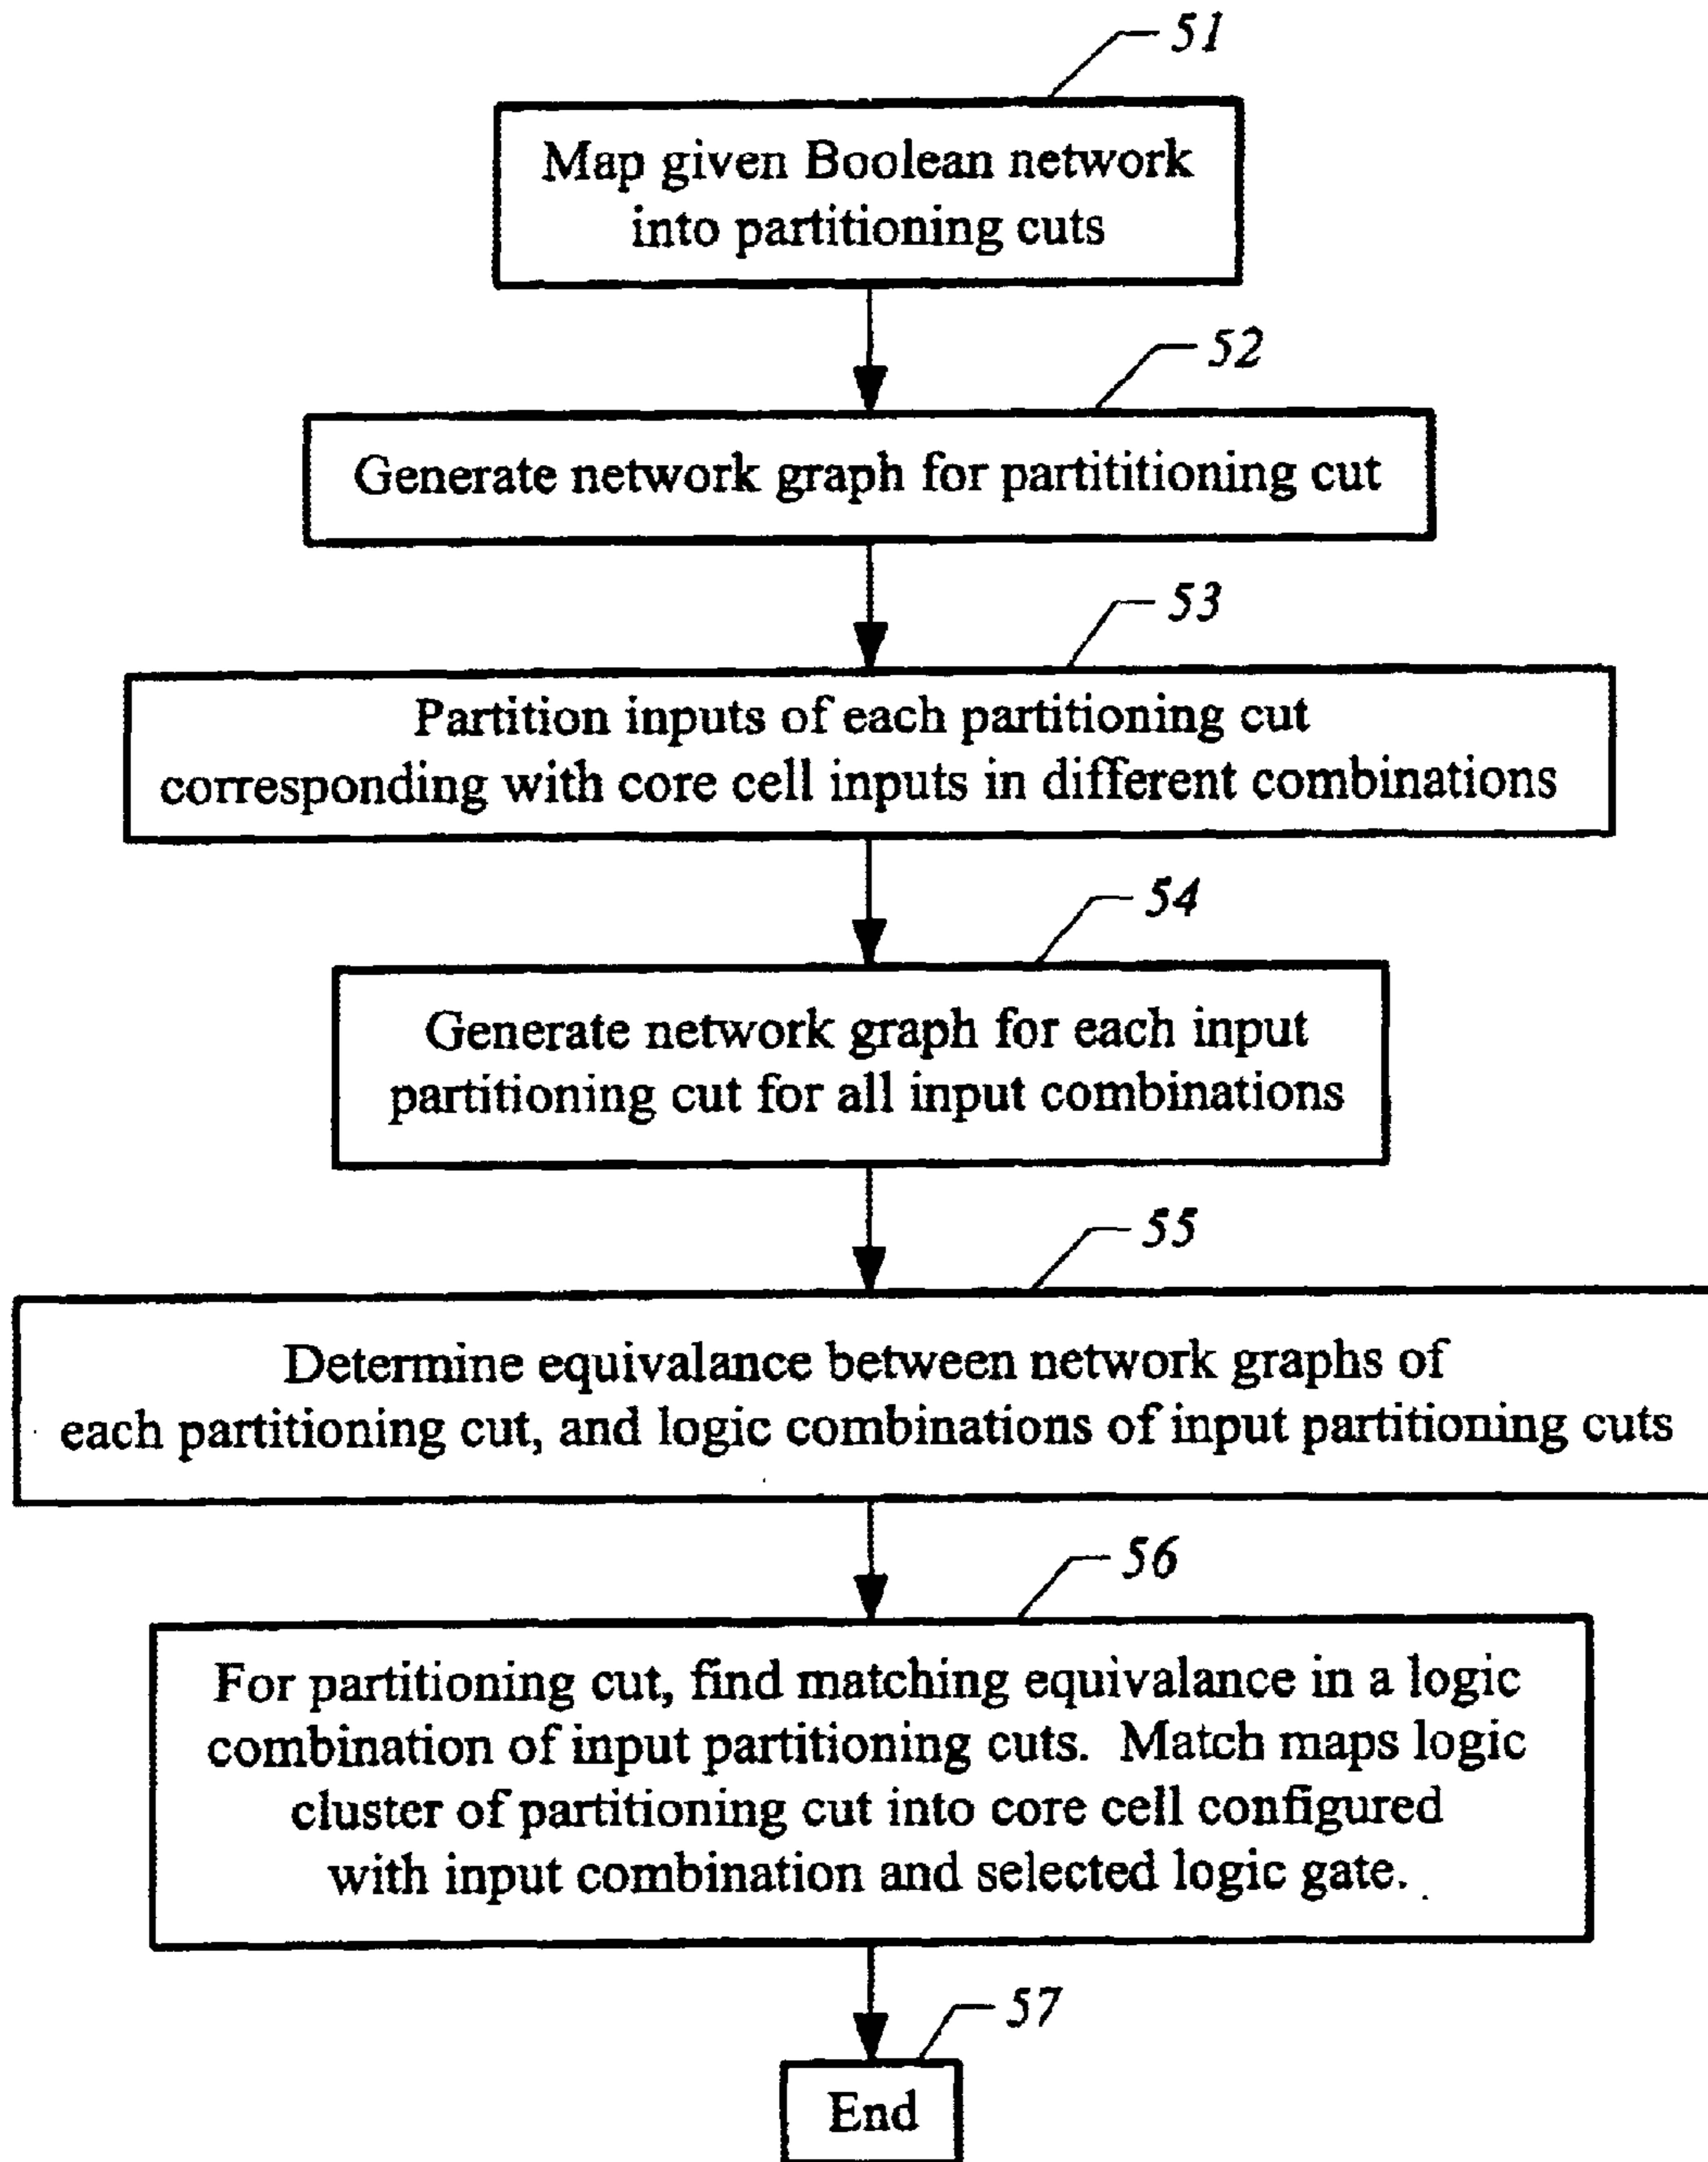 51
Map given Boolean network
into partitioning cuts
52
Generate network graph for partititioning cut
53
Partition inputs of each partitioning cut
corresponding with core cell inputs in different combinations
54
Generate network graph for each input
partitioning cut for all input combinations
55
Determine equivalance between network graphs of
each partitioning cut, and logic combinations of input partitioning cuts
56
For partitioning cut, find matching equivalance in a logic
combination of input partitioning cuts. Match maps logic
cluster of partitioning cut into core cell configured
with input combination and selected logic gate.
57
End